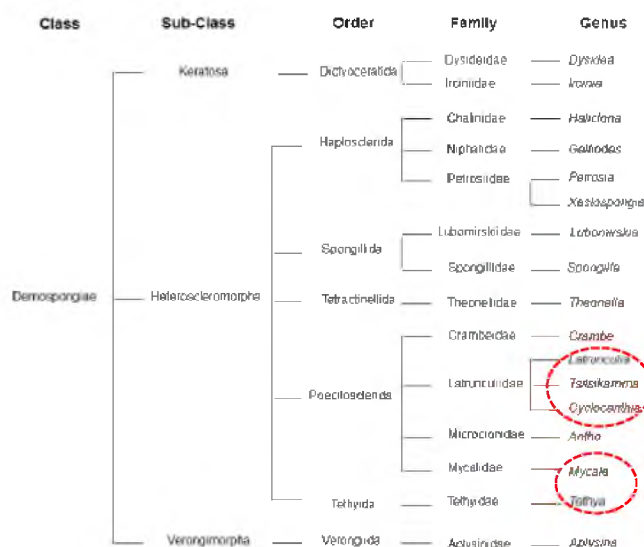 Class Sub-Class Order Family Genus
Dysideidae Dysidea
Keratosa Dictyoceratida
Irciniidae Ircinia
Chalinidae Haliclona
Haplosclerida
Niphatidae Gelliodes
Petrosiidae Petrosia
Xestospongia
Lubomirskiidae Lubomirskia
Spongillida
Spongillidae Spongilla
Demospongiae Heteroscleromorpha Tetractinellida Theonellidae Theonella
Crambeidae Crambe
Latrunculia
Poecilosclerida Latrunculiidae Tsitsikamma
Cyclacanthia
Microcionidae Antho
Mycalidae Mycale
Tethyida Tethyidae Tethya
Verongimorpha Verongiida Aplysinidae Aplysina